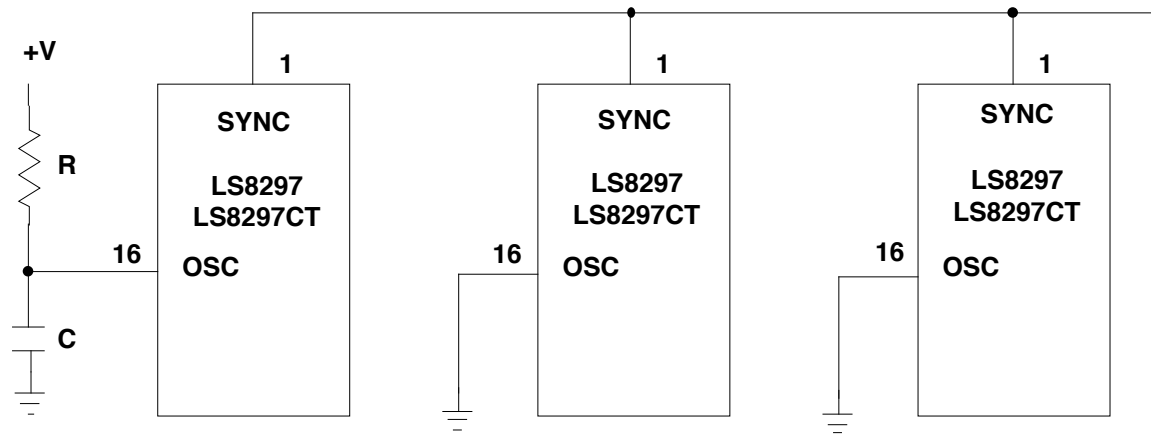 +V
R
C
1
SYNC
LS8297
LS8297CT
16
OSC
1
SYNC
LS8297
LS8297CT
16
OSC
1
SYNC
LS8297
LS8297CT
16
OSC